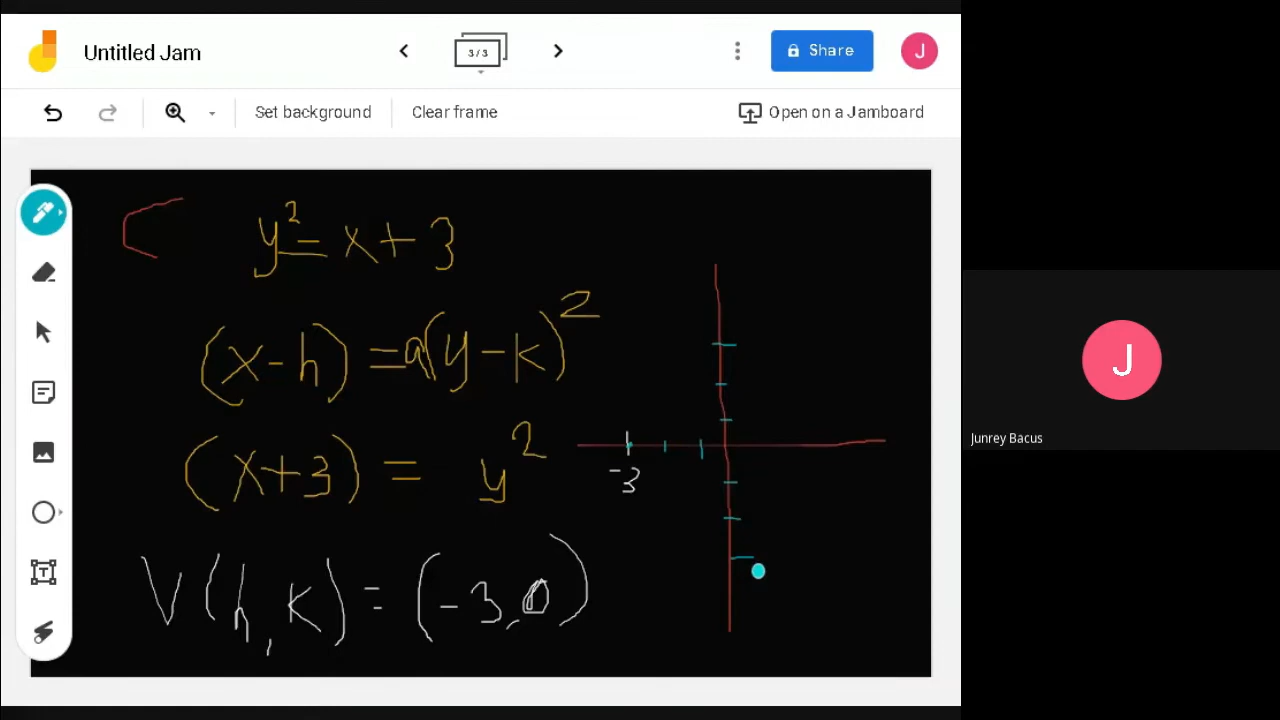 Untitled Jam
3/3
Share
J
Set background
Clear frame
Open on a Jamboard
y² = x + 3
(x - h) = a(y - k)²
(x + 3) = y²
-3
V(h, k) = (-3, 0)
T
J
Junrey Bacus